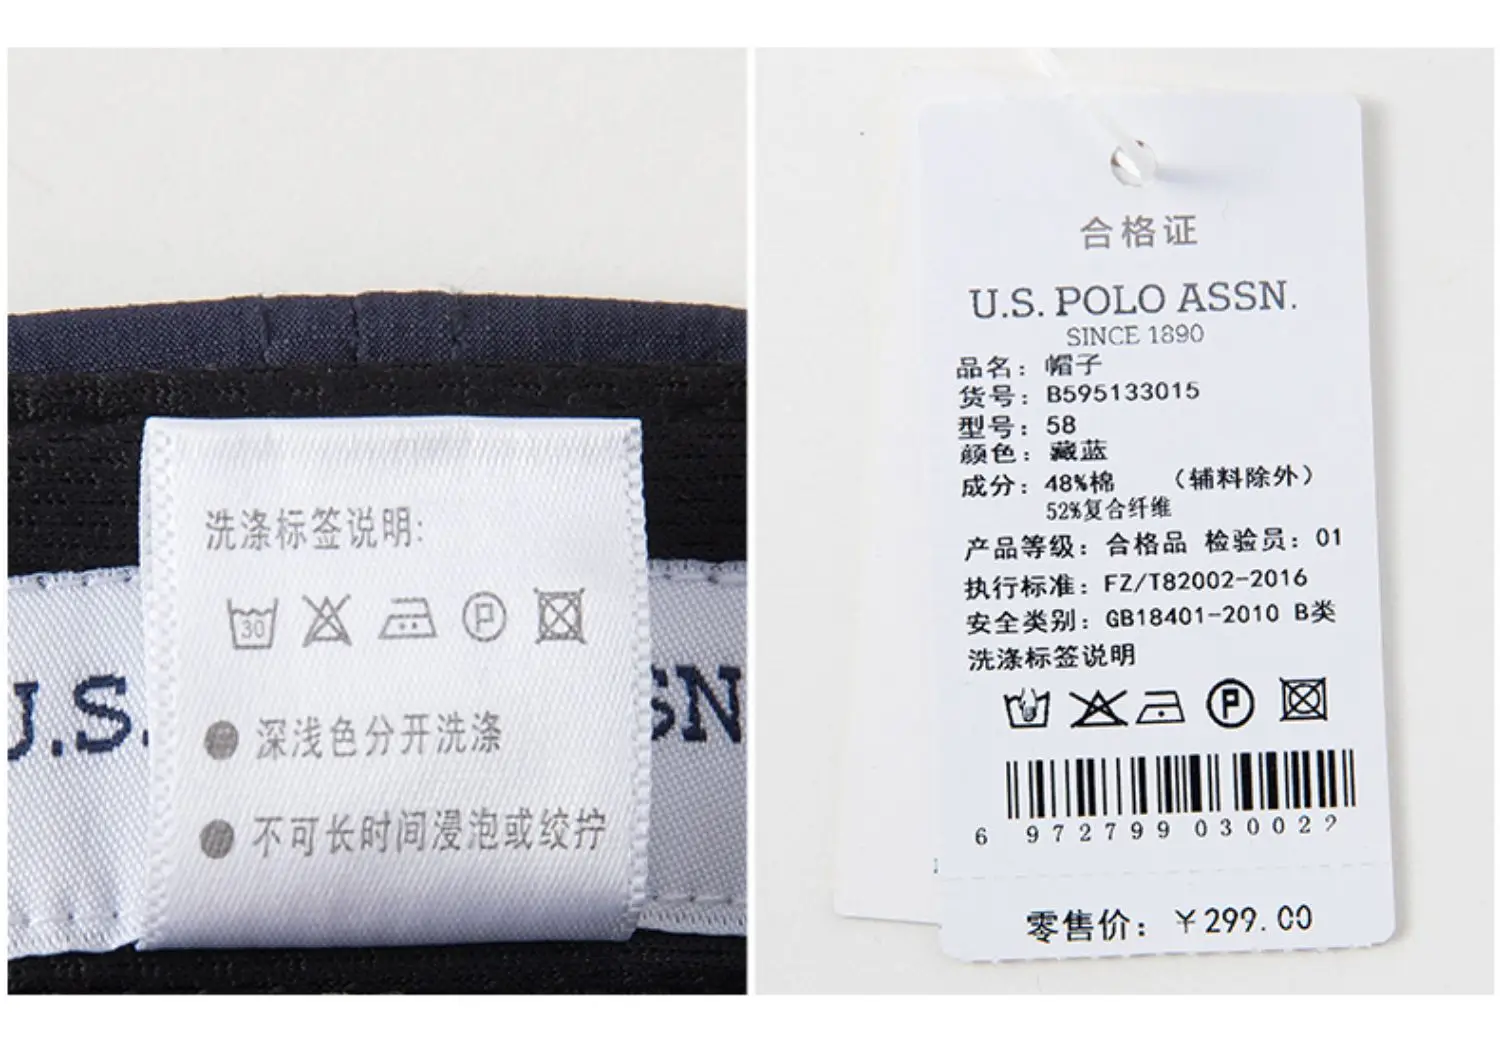 洗涤标签说明:
30
P
深浅色分开洗涤
不可长时间浸泡或绞拧
U.S.
SN
合格证
U.S. POLO ASSN.
SINCE 1890
品名：帽子
货号：B595133015
型号：58
颜色：藏蓝
成分：48%棉 （辅料除外）
52%复合纤维
产品等级：合格品 检验员：01
执行标准：FZ/T82002-2016
安全类别：GB18401-2010 B类
洗涤标签说明
P
6 972799 030022
零售价：￥299.00